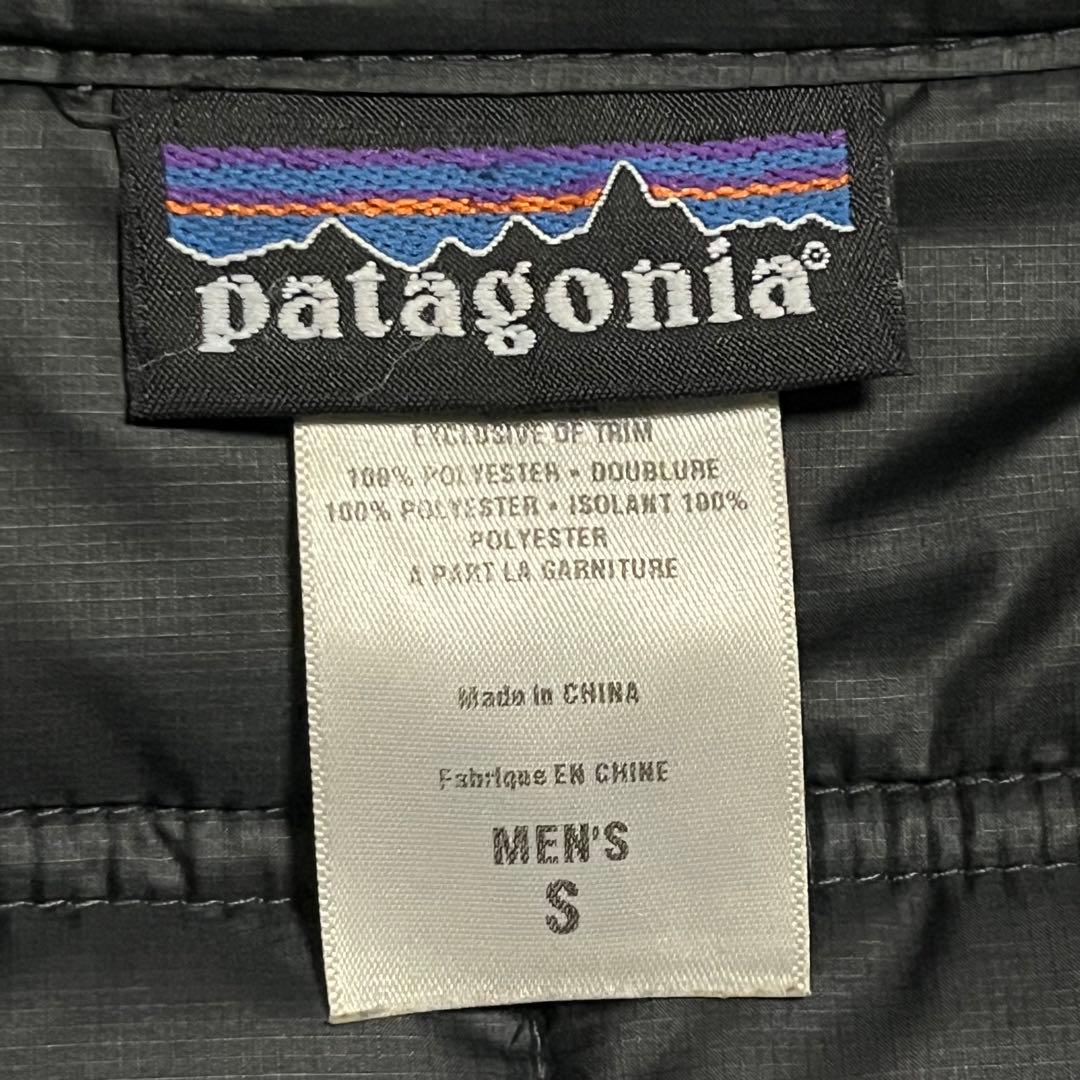 patagonia®
EXCLUSIVE OF TRIM
100% POLYESTER • DOUBLURE
100% POLYESTER • ISOLANT 100%
POLYESTER
A PART LA GARNITURE
Made in CHINA
Fabrique EN CHINE
MEN'S
S